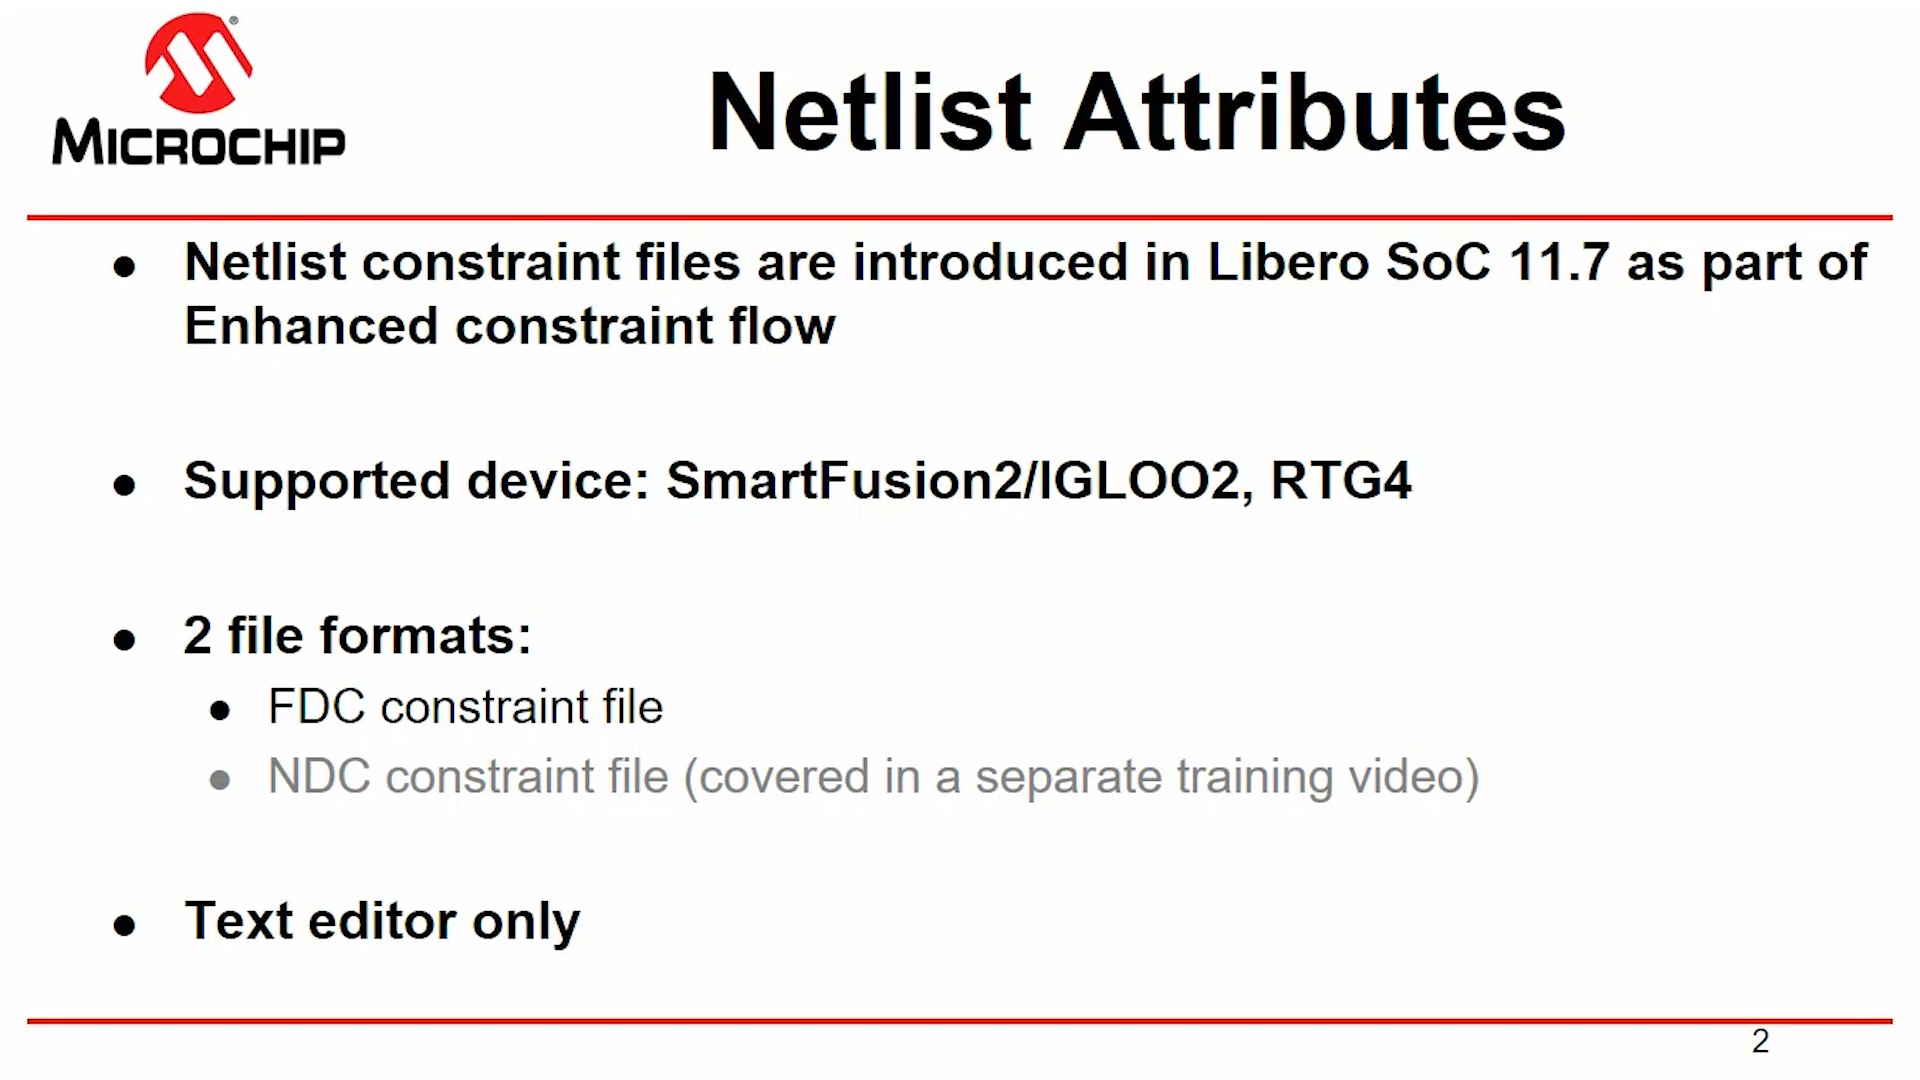 MICROCHIP
Netlist Attributes
● Netlist constraint files are introduced in Libero SoC 11.7 as part of
Enhanced constraint flow
● Supported device: SmartFusion2/IGLOO2, RTG4
● 2 file formats:
● FDC constraint file
● NDC constraint file (covered in a separate training video)
● Text editor only
2